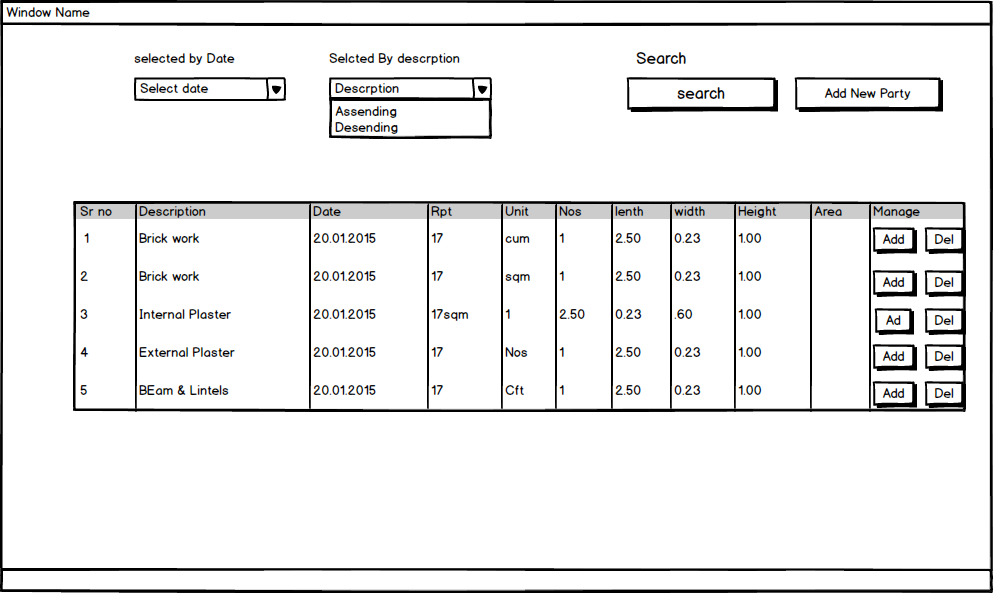 Window Name
selected by Date Selcted By descrption Search
Select date Descrption search Add New Party
Assending
Desending
Sr no Description Date Rpt Unit Nos lenth width Height Area Manage
1 Brick work 20.01.2015 17 cum 1 2.50 0.23 1.00 Add Del
2 Brick work 20.01.2015 17 sqm 1 2.50 0.23 1.00 Add Del
3 Internal Plaster 20.01.2015 17sqm 1 2.50 0.23 .60 1.00 Ad Del
4 External Plaster 20.01.2015 17 Nos 1 2.50 0.23 1.00 Add Del
5 BEam & Lintels 20.01.2015 17 Cft 1 2.50 0.23 1.00 Add Del